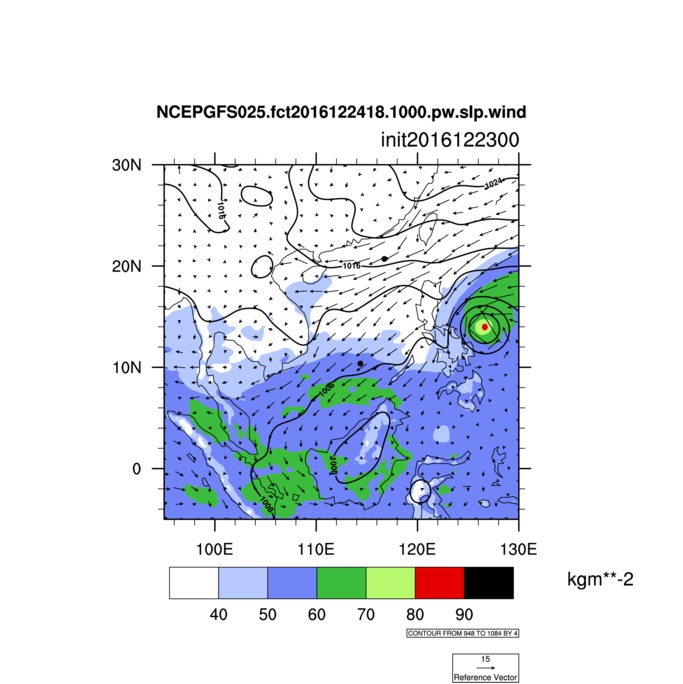 NCEPGFS025.fct2016122418.1000.pw.slp.wind
init2016122300
30N
20N
10N
0
1024
1016
1016
1008
1008
1008
100E 110E 120E 130E
kgm**-2
40 50 60 70 80 90
CONTOUR FROM 948 TO 1084 BY 4
15
Reference Vector